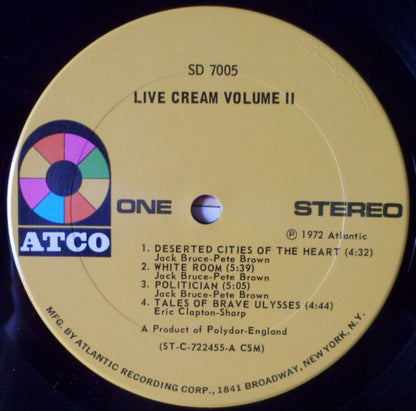 SD 7005
LIVE CREAM VOLUME II
ATCO
ONE
STEREO
Ⓟ 1972 Atlantic
1. DESERTED CITIES OF THE HEART (4:32)
Jack Bruce-Pete Brown
2. WHITE ROOM (5:39)
Jack Bruce-Pete Brown
3. POLITICIAN (5:05)
Jack Bruce-Pete Brown
4. TALES OF BRAVE ULYSSES (4:44)
Eric Clapton-Sharp
A Product of Polydor-England
(ST-C-722455-A CSM)
MFG. BY ATLANTIC RECORDING CORP., 1841 BROADWAY, NEW YORK, N.Y.